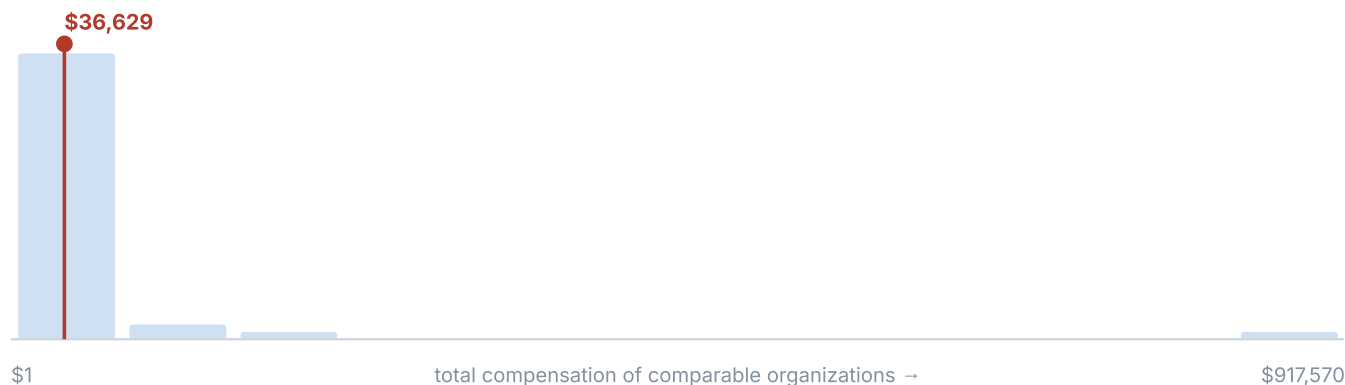 $36,629
$1 total compensation of comparable organizations → $917,570